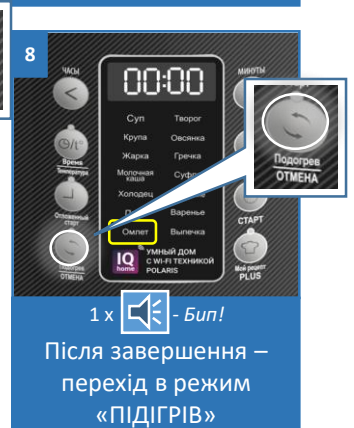 8
ЧАСЫ
МИНУТЫ
00:00
Суп Творог
Крупа Овсянка
Жарка Гречка
Молочная каша
Холодец
Варенье
Омлет Выпечка
Время
Температура
Отложенный
старт
Подогрев
ОТМЕНА
СТАРТ
Мой рецепт
PLUS
IQ
home
УМНЫЙ ДОМ
С WI-FI ТЕХНИКОЙ
POLARIS
Подогрев
ОТМЕНА
1 x - Бип!
Після завершення –
перехід в режим
«ПІДІГРІВ»